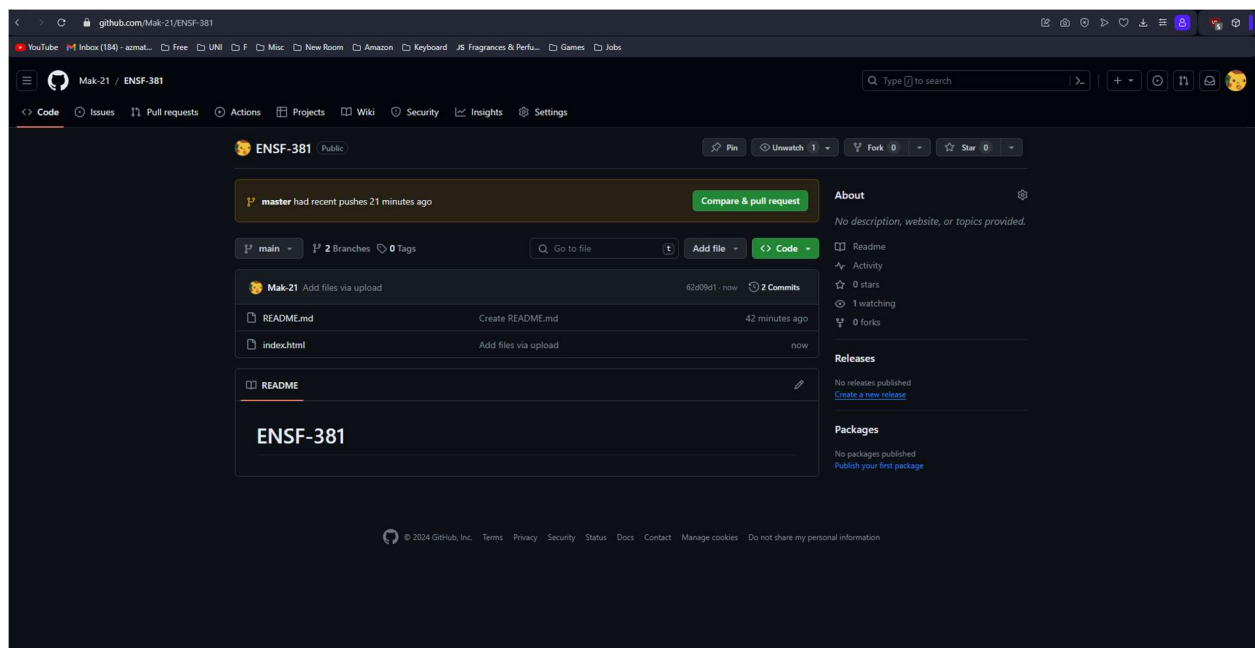 github.com/Mak-21/ENSF-381
YouTube Inbox (184) - azmat... Free UNI F Misc New Room Amazon Keyboard JS Fragrances & Perfu... Games Jobs
Mak-21 / ENSF-381 Type / to search
Code Issues Pull requests Actions Projects Wiki Security Insights Settings
ENSF-381 Public Pin Unwatch 1 Fork 0 Star 0
master had recent pushes 21 minutes ago Compare & pull request
main 2 Branches 0 Tags Go to file t Add file Code
Mak-21 Add files via upload 62d09d1 · now 2 Commits
README.md Create README.md 42 minutes ago
index.html Add files via upload now
README
ENSF-381
About
No description, website, or topics provided.
Readme
Activity
0 stars
1 watching
0 forks
Releases
No releases published
Create a new release
Packages
No packages published
Publish your first package
© 2024 GitHub, Inc. Terms Privacy Security Status Docs Contact Manage cookies Do not share my personal information